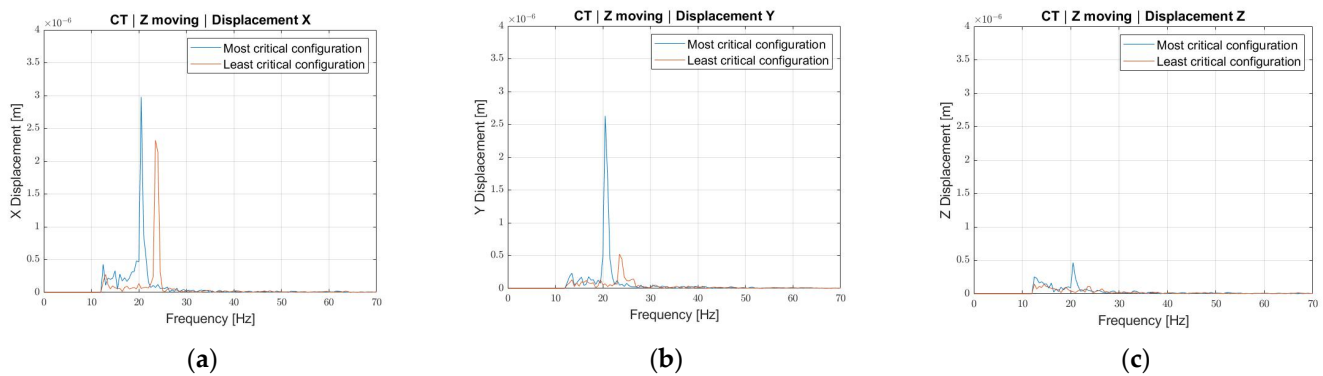 CT | Z moving | Displacement X
×10⁻⁶
4
3.5
3
2.5
2
1.5
1
0.5
0
X Displacement [m]
Most critical configuration
Least critical configuration
0 10 20 30 40 50 60 70
Frequency [Hz]
(a)
CT | Z moving | Displacement Y
×10⁻⁶
4
3.5
3
2.5
2
1.5
1
0.5
0
Y Displacement [m]
Most critical configuration
Least critical configuration
0 10 20 30 40 50 60 70
Frequency [Hz]
(b)
CT | Z moving | Displacement Z
×10⁻⁶
4
3.5
3
2.5
2
1.5
1
0.5
0
Z Displacement [m]
Most critical configuration
Least critical configuration
0 10 20 30 40 50 60 70
Frequency [Hz]
(c)